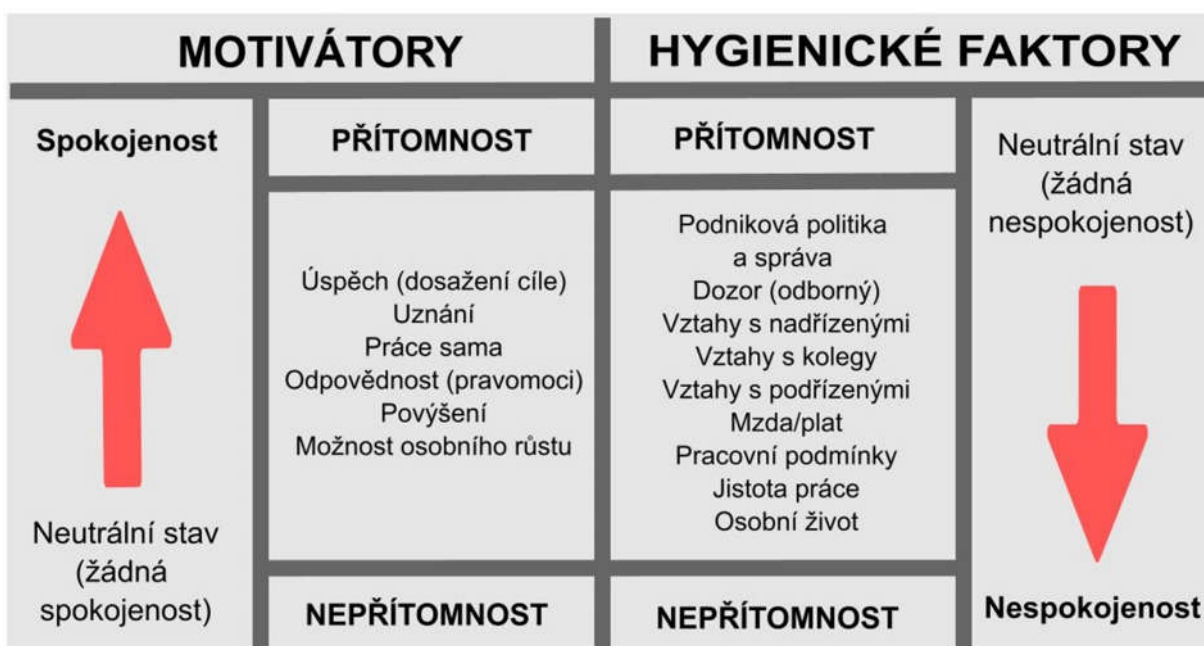 MOTIVÁTORY
HYGIENICKÉ FAKTORY
Spokojenost
Neutrální stav
(žádná
spokojenost)
PŘÍTOMNOST
Úspěch (dosažení cíle)
Uznání
Práce sama
Odpovědnost (pravomoci)
Povýšení
Možnost osobního růstu
NEPŘÍTOMNOST
PŘÍTOMNOST
Podniková politika
a správa
Dozor (odborný)
Vztahy s nadřízenými
Vztahy s kolegy
Vztahy s podřízenými
Mzda/plat
Pracovní podmínky
Jistota práce
Osobní život
NEPŘÍTOMNOST
Neutrální stav
(žádná
nespokojenost)
Nespokojenost